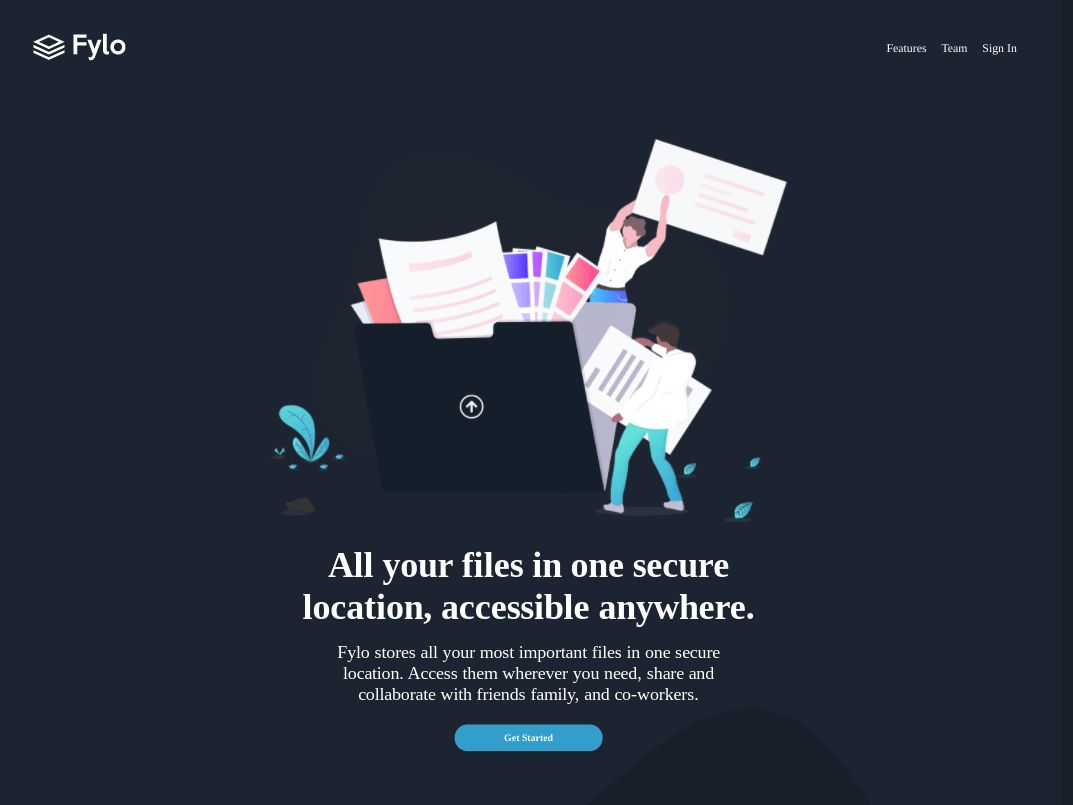 Fylo
Features Team Sign In
All your files in one secure
location, accessible anywhere.
Fylo stores all your most important files in one secure
location. Access them wherever you need, share and
collaborate with friends family, and co-workers.
Get Started